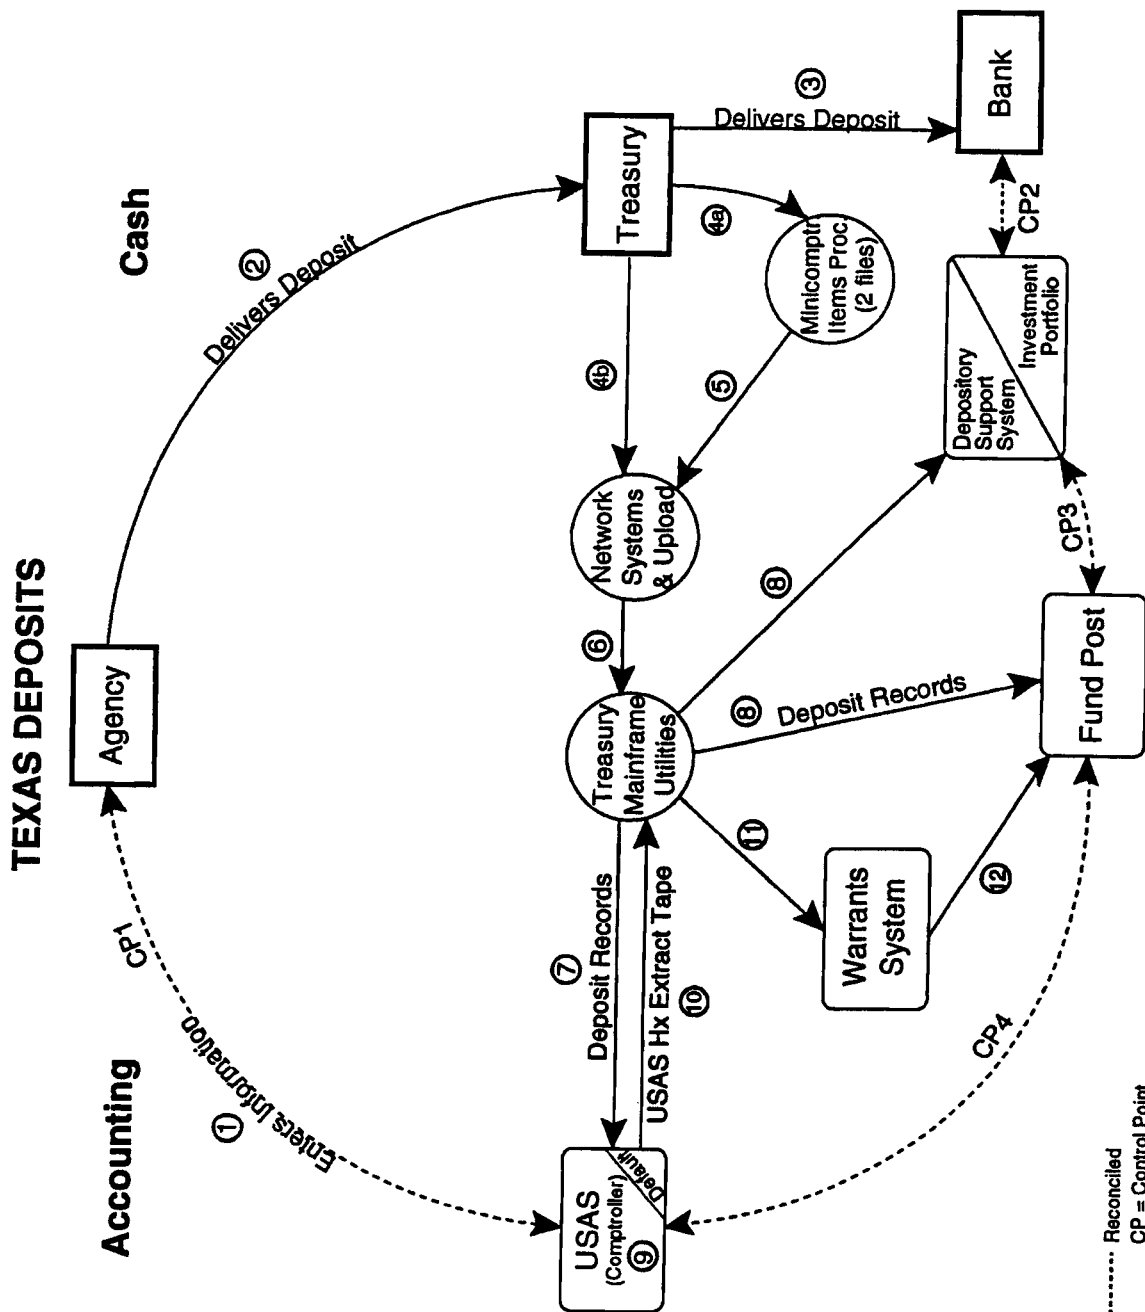 TEXAS DEPOSITS
Accounting
Cash
Agency
CP1
①
Enters Information
②
Delivers Deposit
USAS
(Comptroller)
⑨
Default
⑦
Deposit Records
USAS Hx Extract Tape
⑩
Treasury
Mainframe
Utilities
⑥
Network
Systems
& Upload
4b
⑤
Treasury
4a
Minicomptr.
Items Proc.
(2 files)
③
Delivers Deposit
Bank
CP2
Depository
Support
System
Investment
Portfolio
⑧
⑧
Deposit Records
⑪
Warrants
System
⑫
Fund Post
CP3
CP4
Reconciled
CP = Control Point